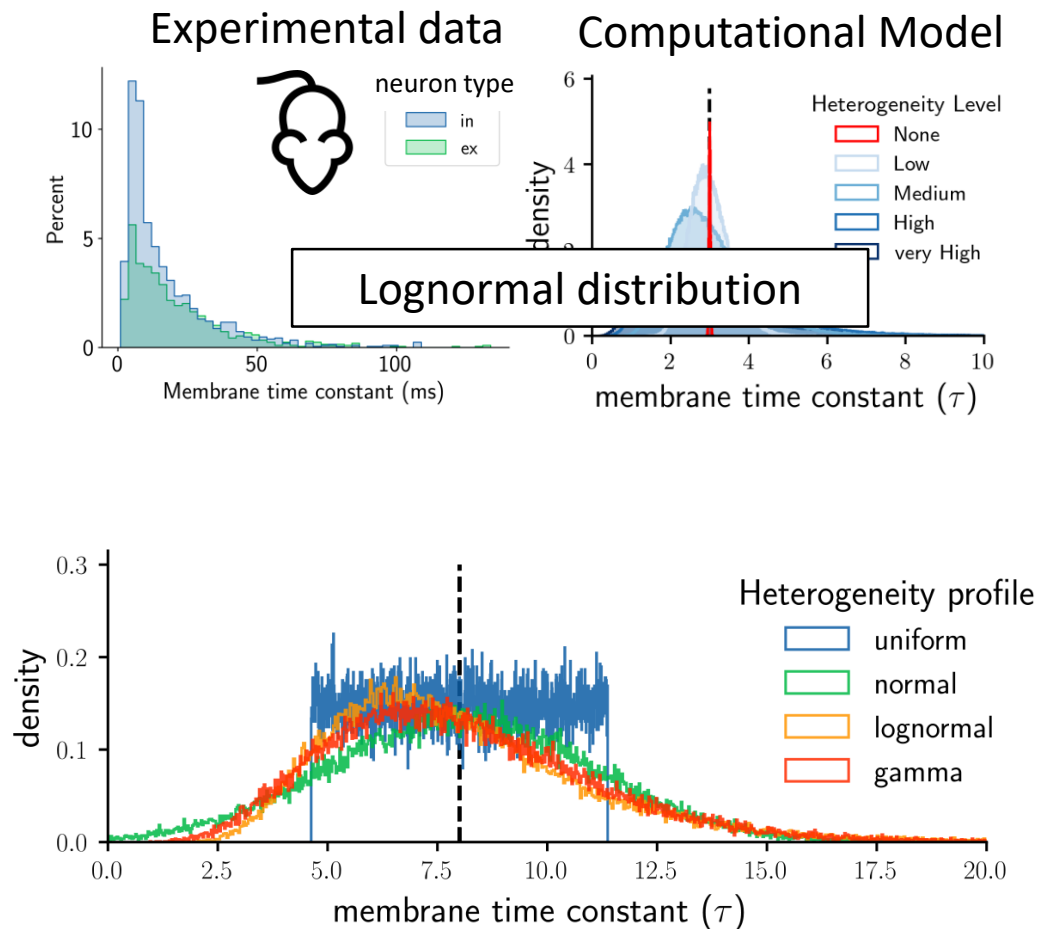 Experimental data
Computational Model
neuron type
in
ex
10
5
0
Percent
0
50
100
Membrane time constant (ms)
6
4
2
0
density
Heterogeneity Level
None
Low
Medium
High
very High
0
2
4
6
8
10
membrane time constant (τ)
Lognormal distribution
0.3
0.2
0.1
0.0
density
Heterogeneity profile
uniform
normal
lognormal
gamma
0.0
2.5
5.0
7.5
10.0
12.5
15.0
17.5
20.0
membrane time constant (τ)